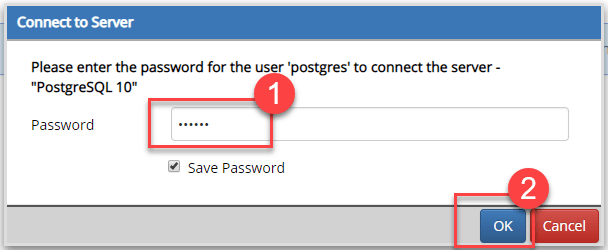 Connect to Server
Please enter the password for the user 'postgres' to connect the server -
"PostgreSQL 10"
1
Password ••••••
Save Password
2
OK Cancel